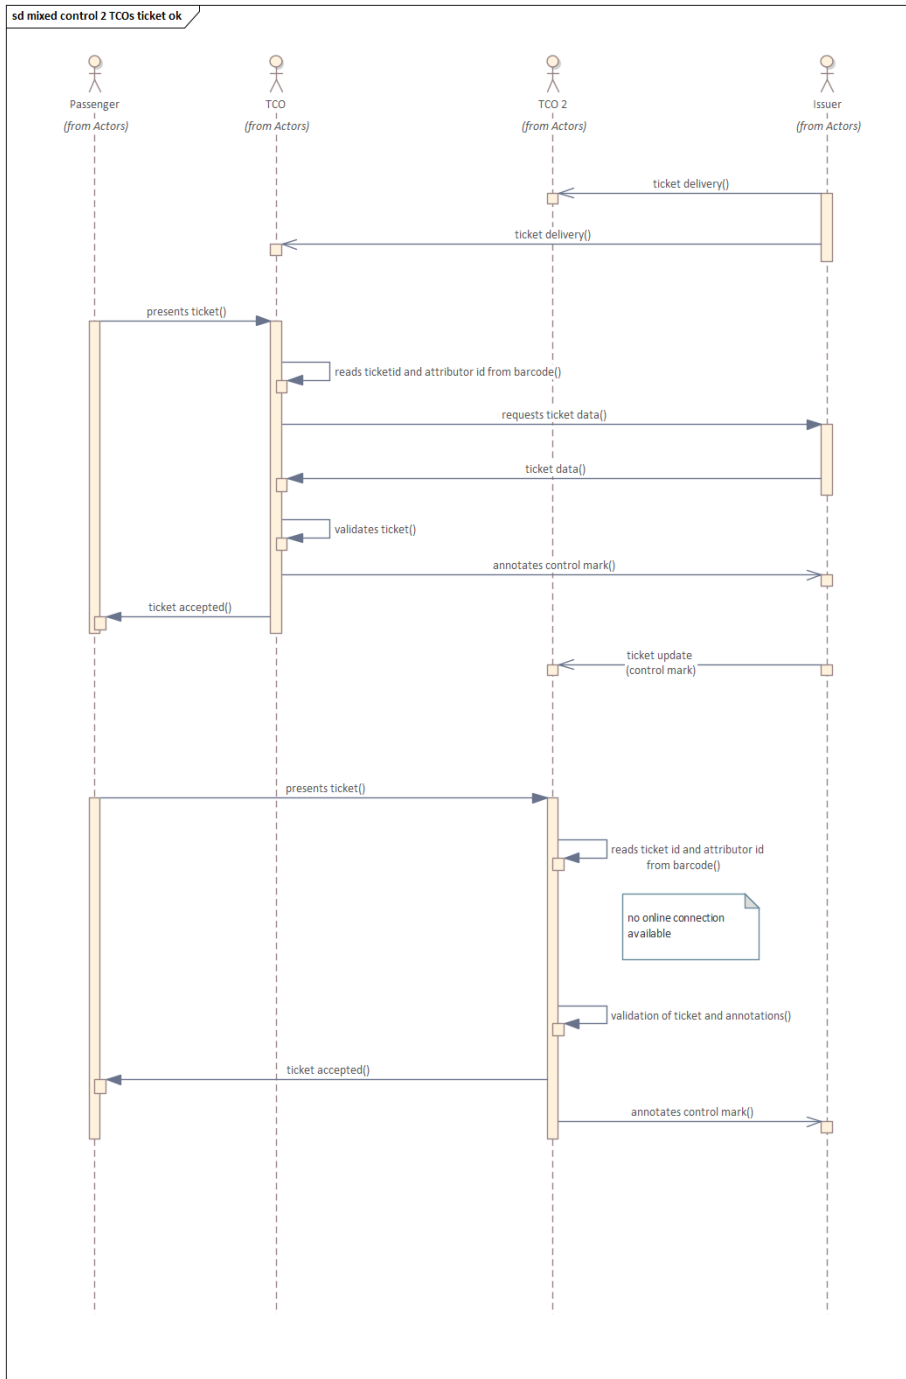 sd mixed control 2 TCOs ticket ok
Passenger
TCO
TCO 2
Issuer
(from Actors)
(from Actors)
(from Actors)
(from Actors)
ticket delivery()
ticket delivery()
presents ticket()
reads ticketid and attributor id from barcode()
requests ticket data()
ticket data()
validates ticket()
annotates control mark()
ticket accepted()
ticket update
(control mark)
presents ticket()
reads ticket id and attributor id
from barcode()
no online connection
available
validation of ticket and annotations()
ticket accepted()
annotates control mark()